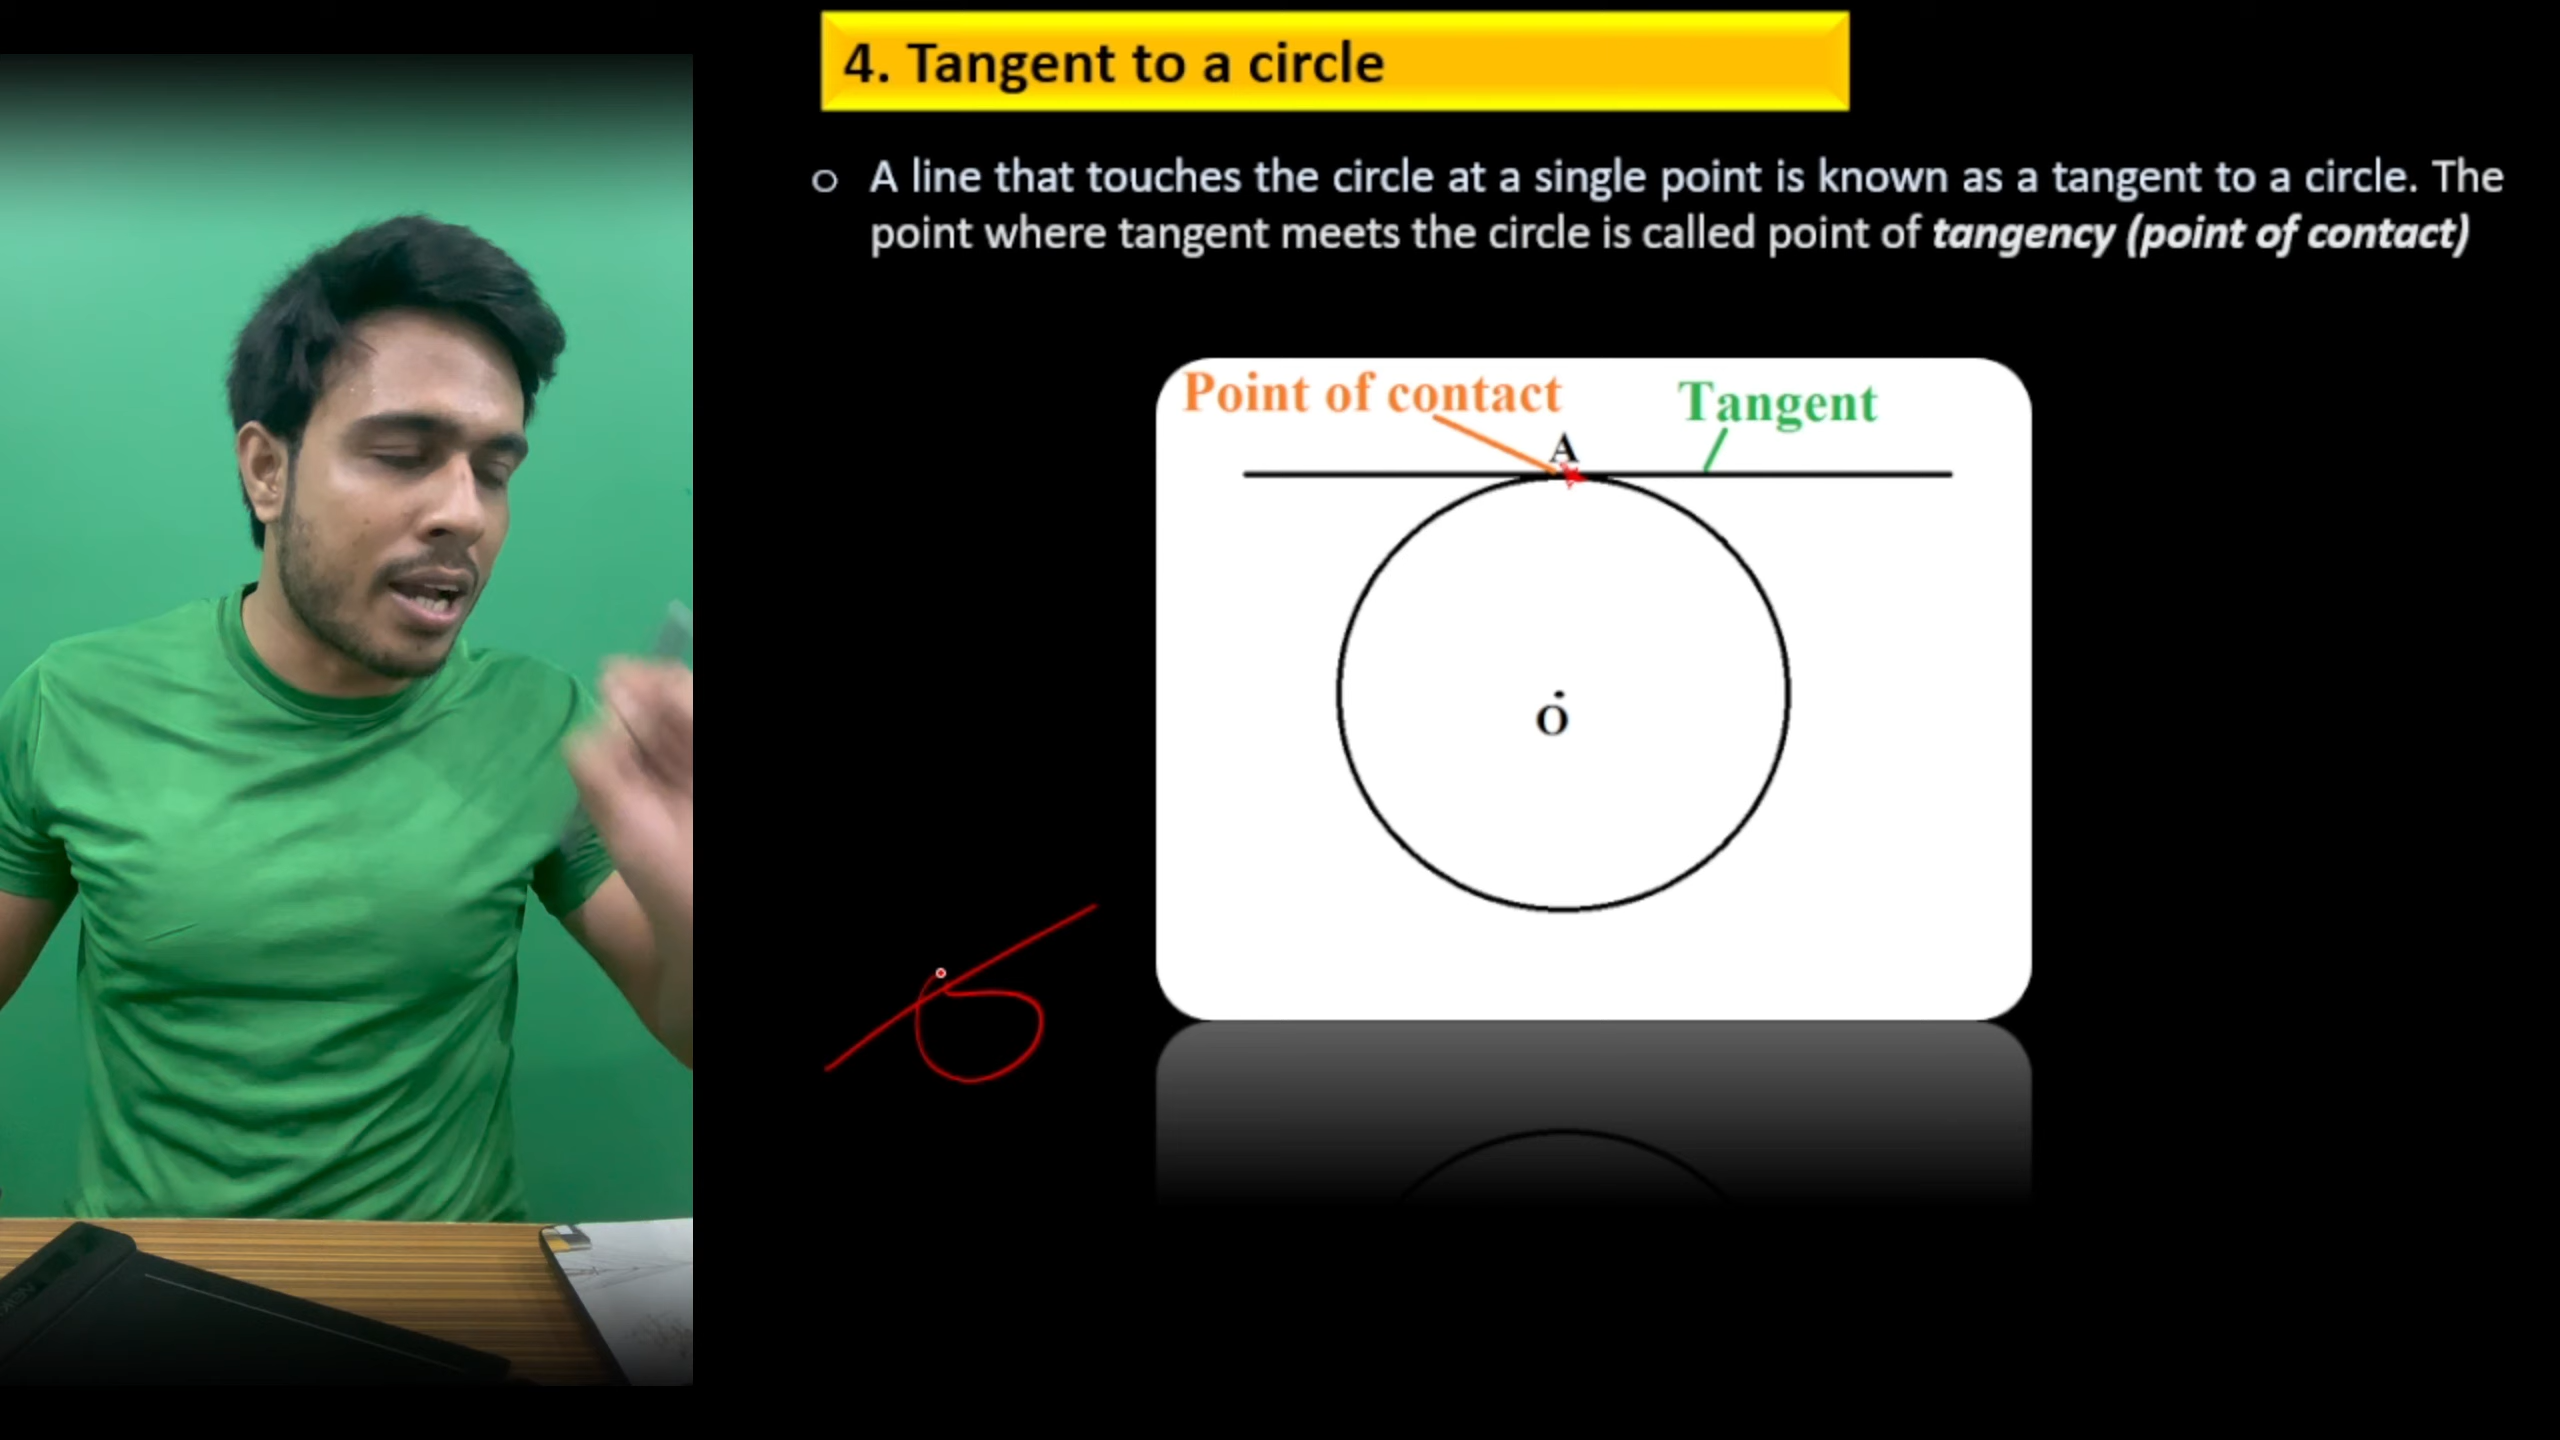 4. Tangent to a circle
o A line that touches the circle at a single point is known as a tangent to a circle. The
point where tangent meets the circle is called point of tangency (point of contact)
Point of contact
Tangent
A
O